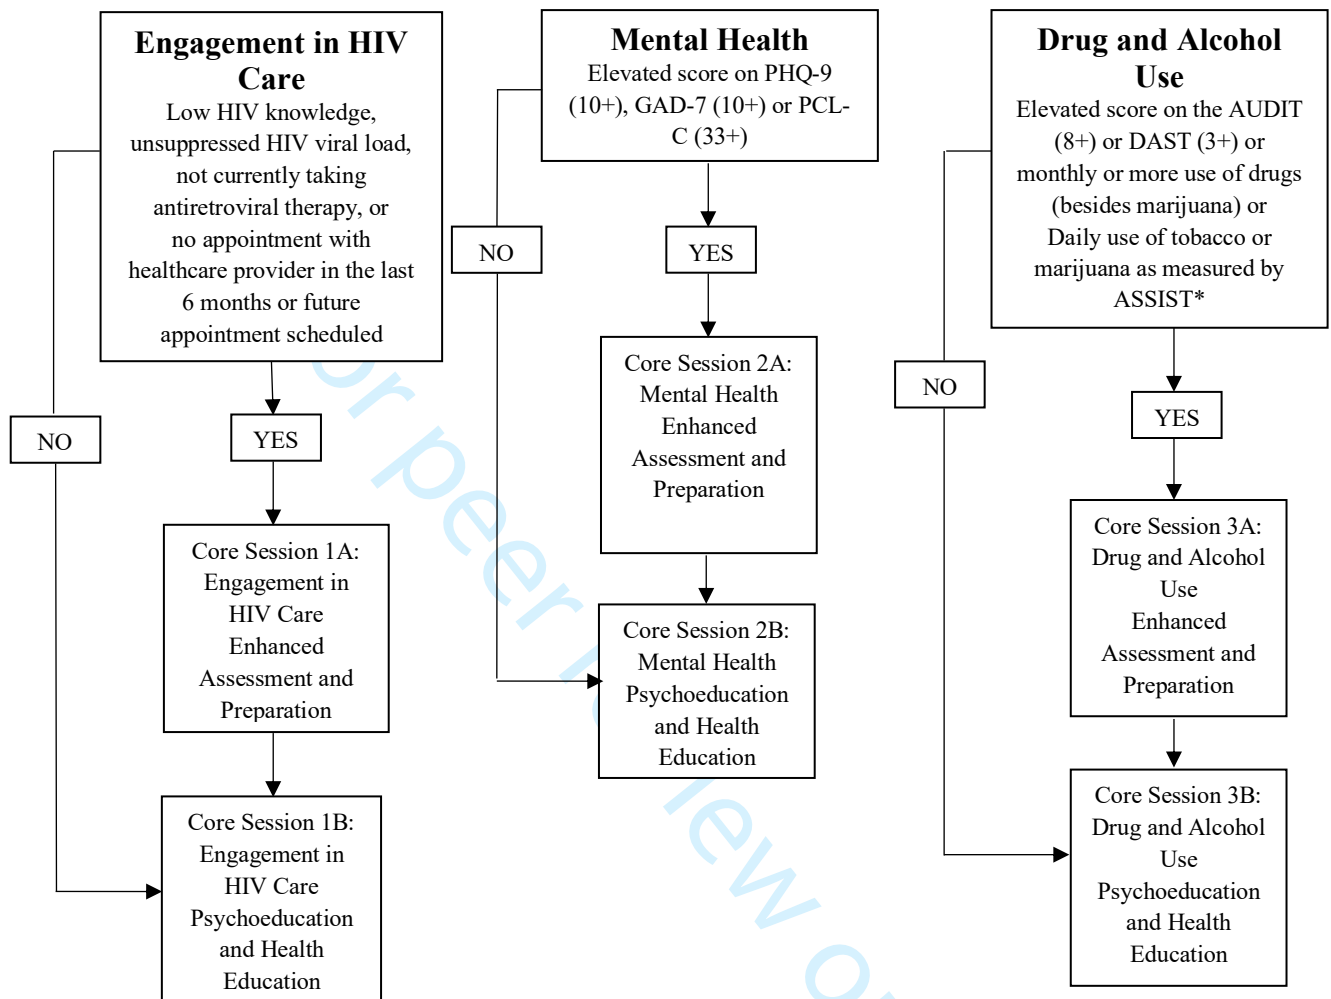 Engagement in HIV
Care
Low HIV knowledge,
unsuppressed HIV viral load,
not currently taking
antiretroviral therapy, or
no appointment with
healthcare provider in the last
6 months or future
appointment scheduled
NO
YES
Core Session 1A:
Engagement in
HIV Care
Enhanced
Assessment and
Preparation
Core Session 1B:
Engagement in
HIV Care
Psychoeducation
and Health
Education
Mental Health
Elevated score on PHQ-9
(10+), GAD-7 (10+) or PCL-
C (33+)
NO
YES
Core Session 2A:
Mental Health
Enhanced
Assessment and
Preparation
Core Session 2B:
Mental Health
Psychoeducation
and Health
Education
Drug and Alcohol
Use
Elevated score on the AUDIT
(8+) or DAST (3+) or
monthly or more use of drugs
(besides marijuana) or
Daily use of tobacco or
marijuana as measured by
ASSIST*
NO
YES
Core Session 3A:
Drug and Alcohol
Use
Enhanced
Assessment and
Preparation
Core Session 3B:
Drug and Alcohol
Use
Psychoeducation
and Health
Education